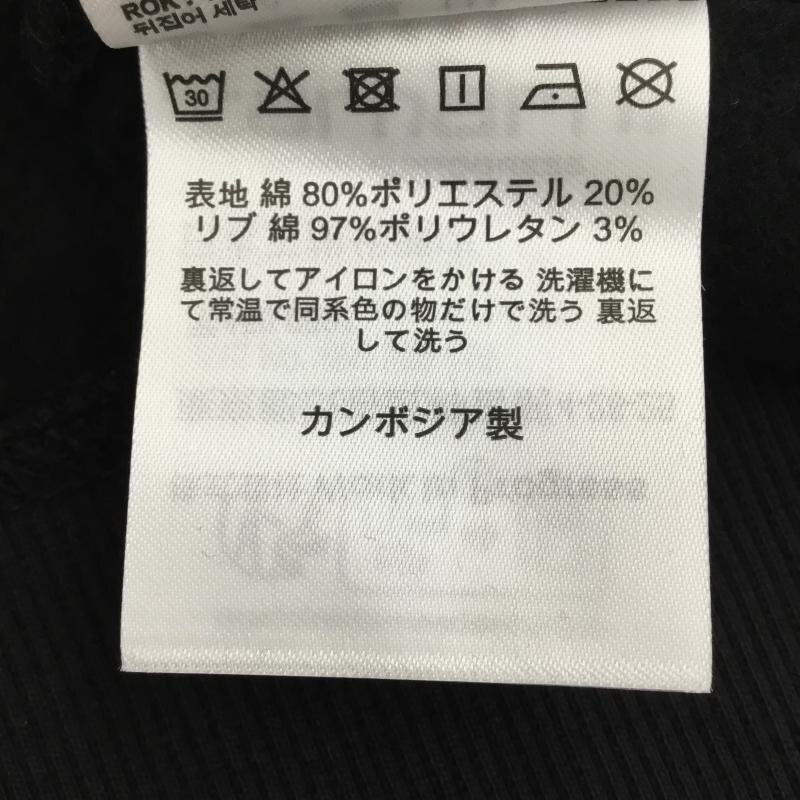 ROK :
뒤집어 세탁
30
表地 綿 80%ポリエステル 20%
リブ 綿 97%ポリウレタン 3%
裏返してアイロンをかける 洗濯機に
て常温で同系色の物だけで洗う 裏返
して洗う
カンボジア製